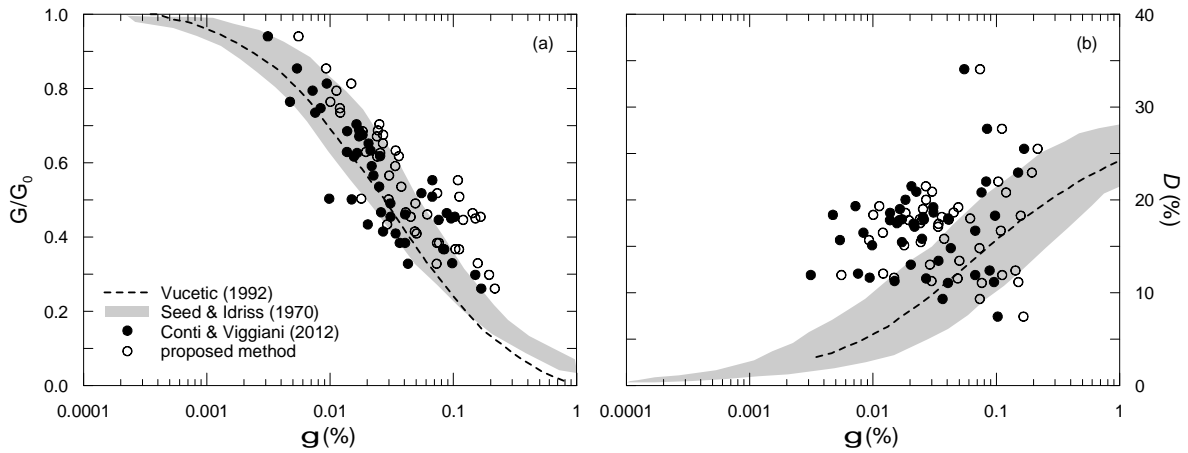 1.0
0.8
0.6
0.4
0.2
0.0
G/G0
(a)
Vucetic (1992)
Seed & Idriss (1970)
Conti & Viggiani (2012)
proposed method
0.0001
0.001
0.01
0.1
1
g (%)
(b)
40
30
20
10
0
D (%)
0.0001
0.001
0.01
0.1
1
g (%)